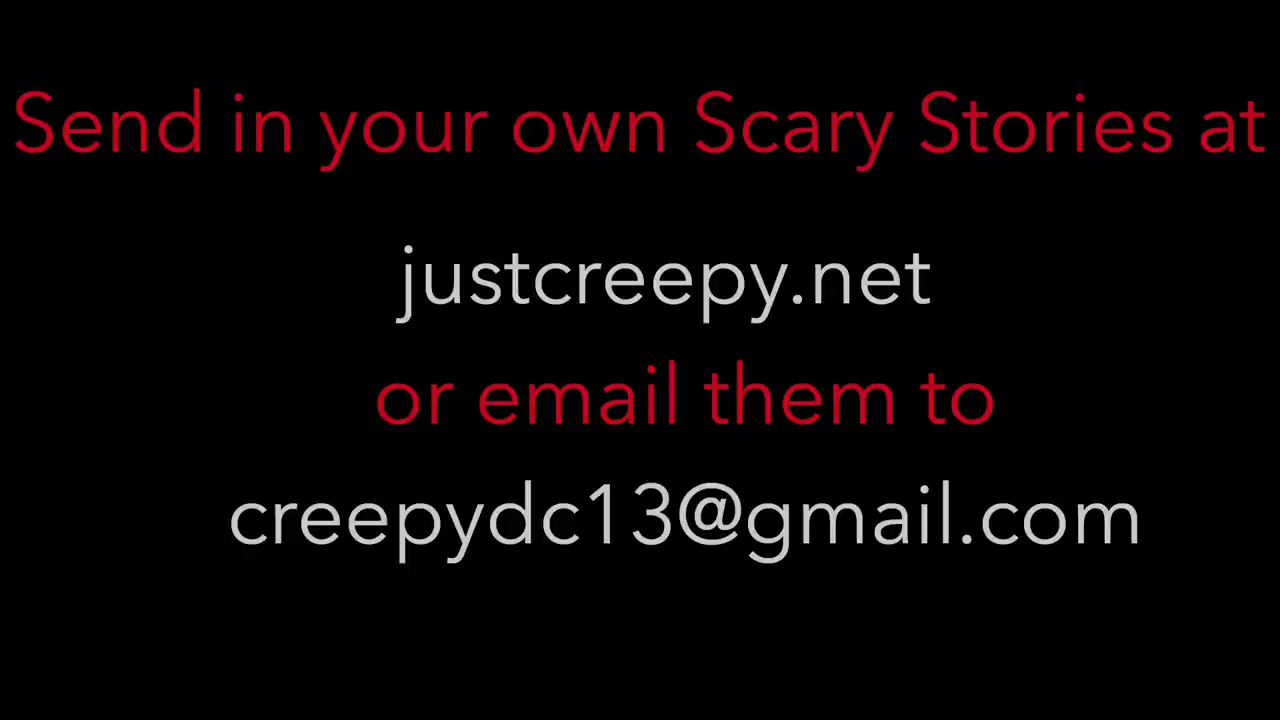 Send in your own Scary Stories at
justcreepy.net
or email them to
creepydc13@gmail.com